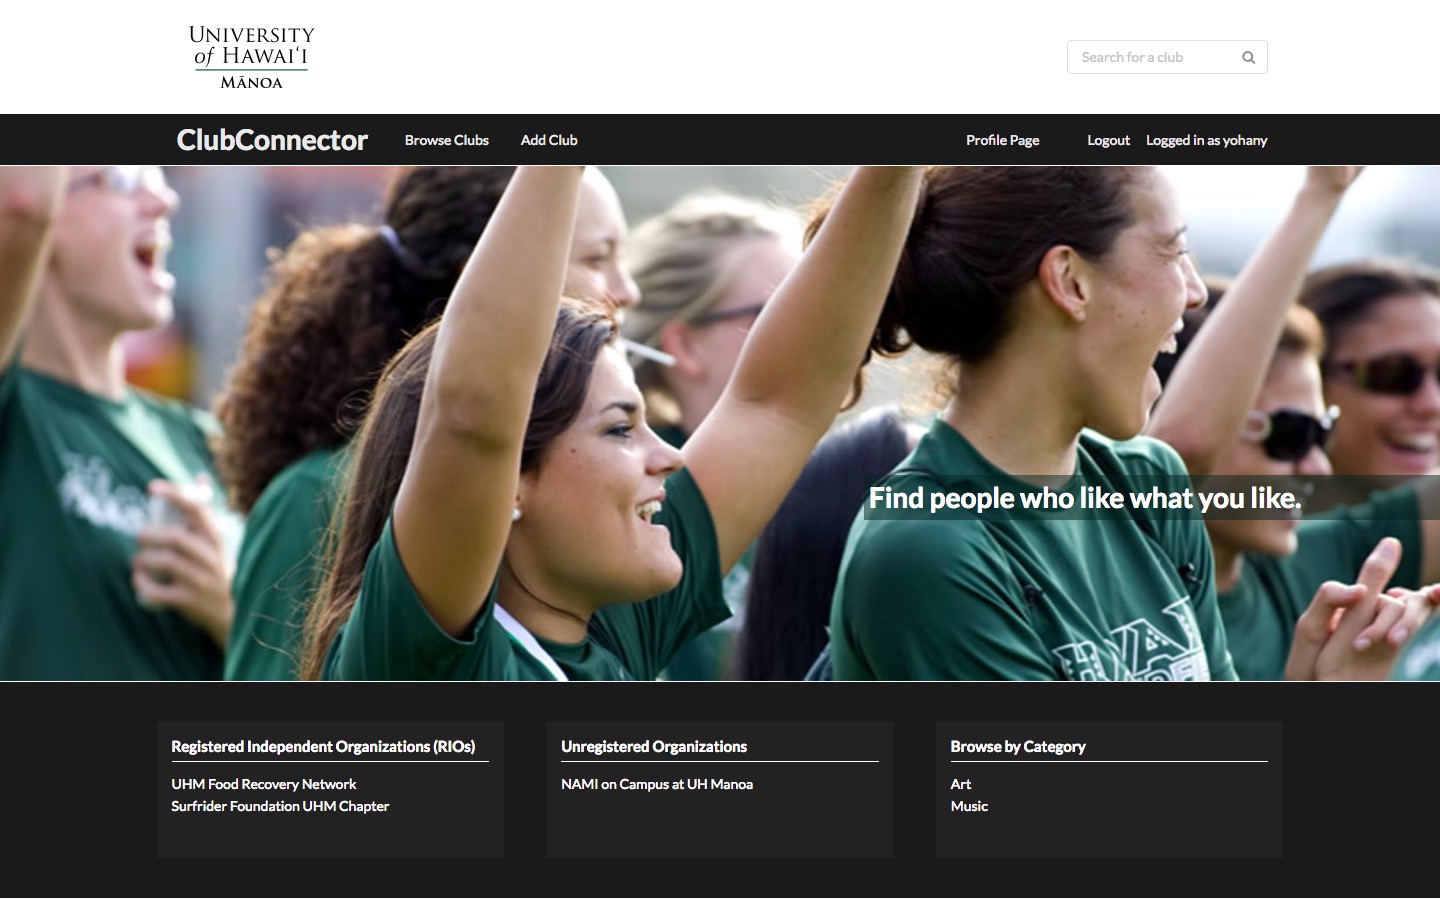 UNIVERSITY
of HAWAIʻI
MĀNOA
Search for a club
ClubConnector
Browse Clubs
Add Club
Profile Page
Logout
Logged in as yohany
Find people who like what you like.
Registered Independent Organizations (RIOs)
UHM Food Recovery Network
Surfrider Foundation UHM Chapter
Unregistered Organizations
NAMI on Campus at UH Manoa
Browse by Category
Art
Music